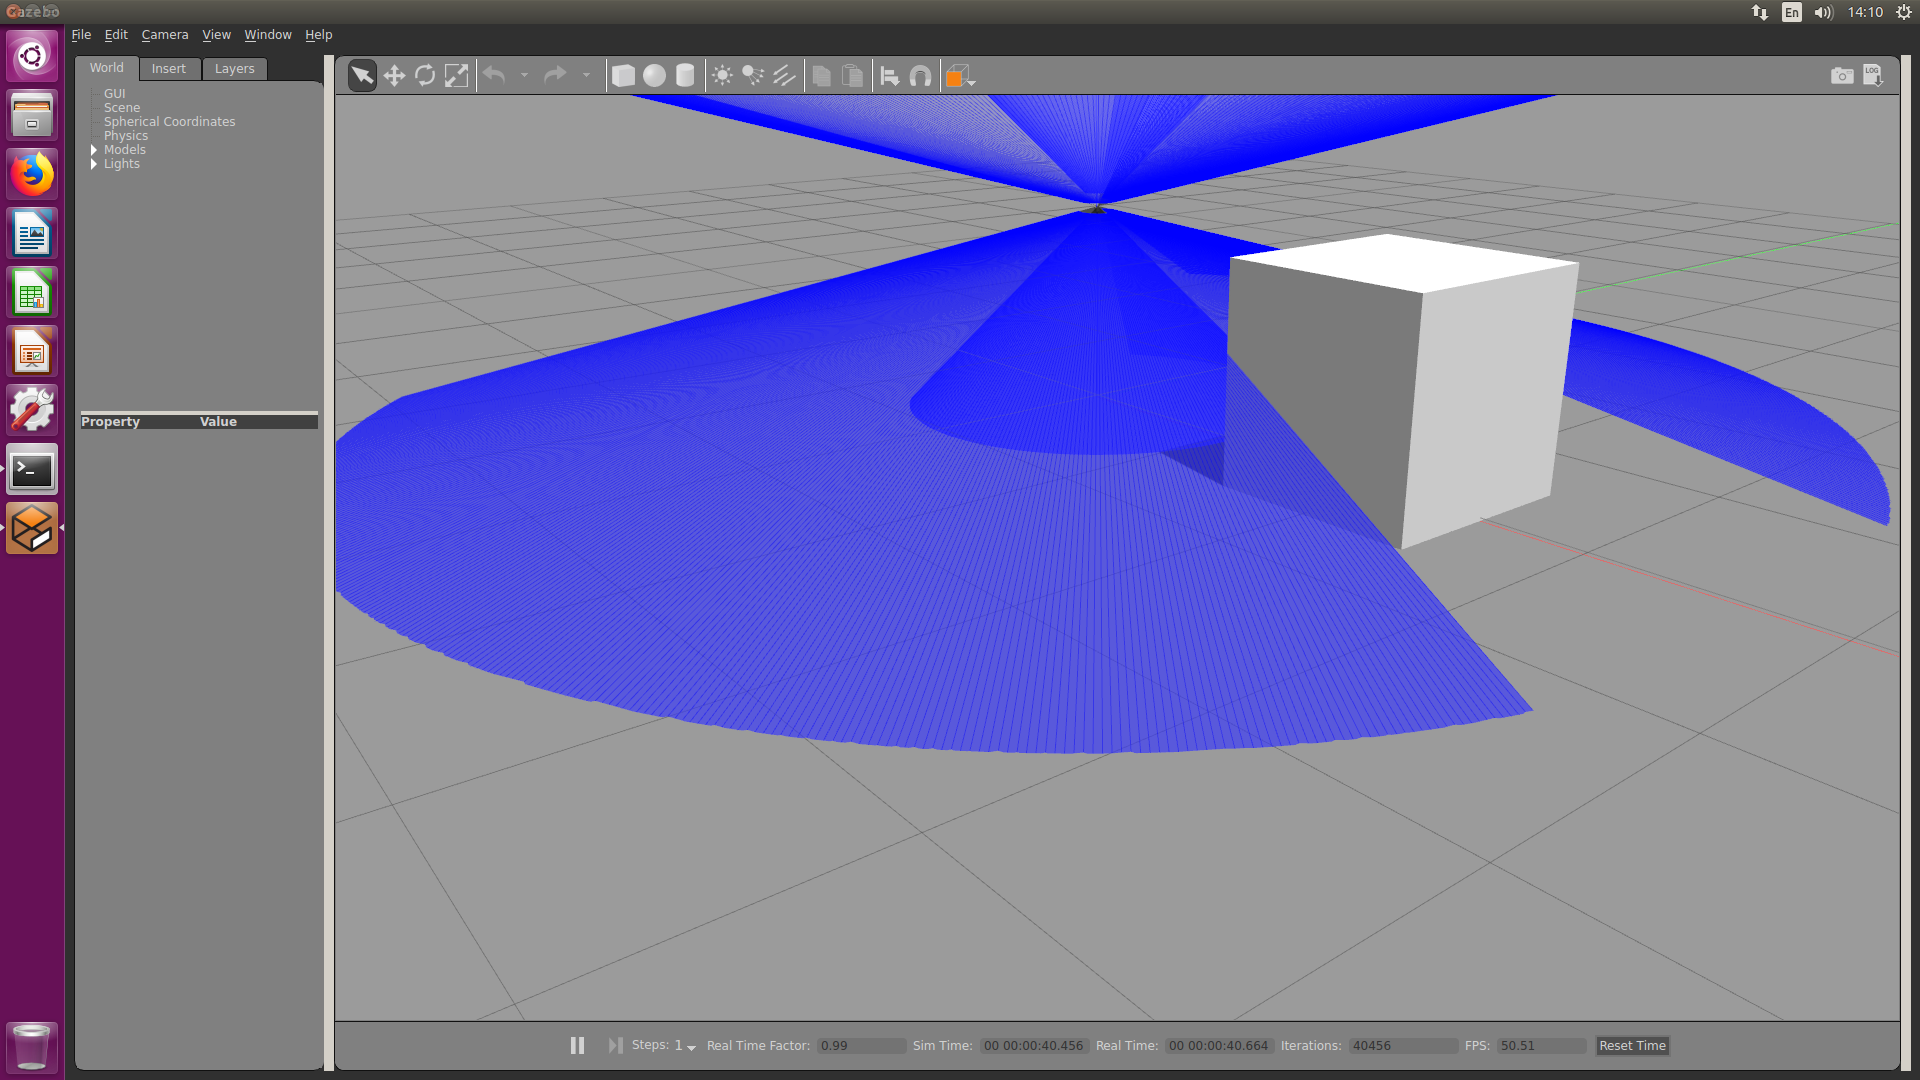 Gazebo
En 14:10
File Edit Camera View Window Help
World Insert Layers
LOG
GUI
Scene
Spherical Coordinates
Physics
Models
Lights
Property Value
Steps: 1 Real Time Factor: 0.99 Sim Time: 00 00:00:40.456 Real Time: 00 00:00:40.664 Iterations: 40456 FPS: 50.51 Reset Time